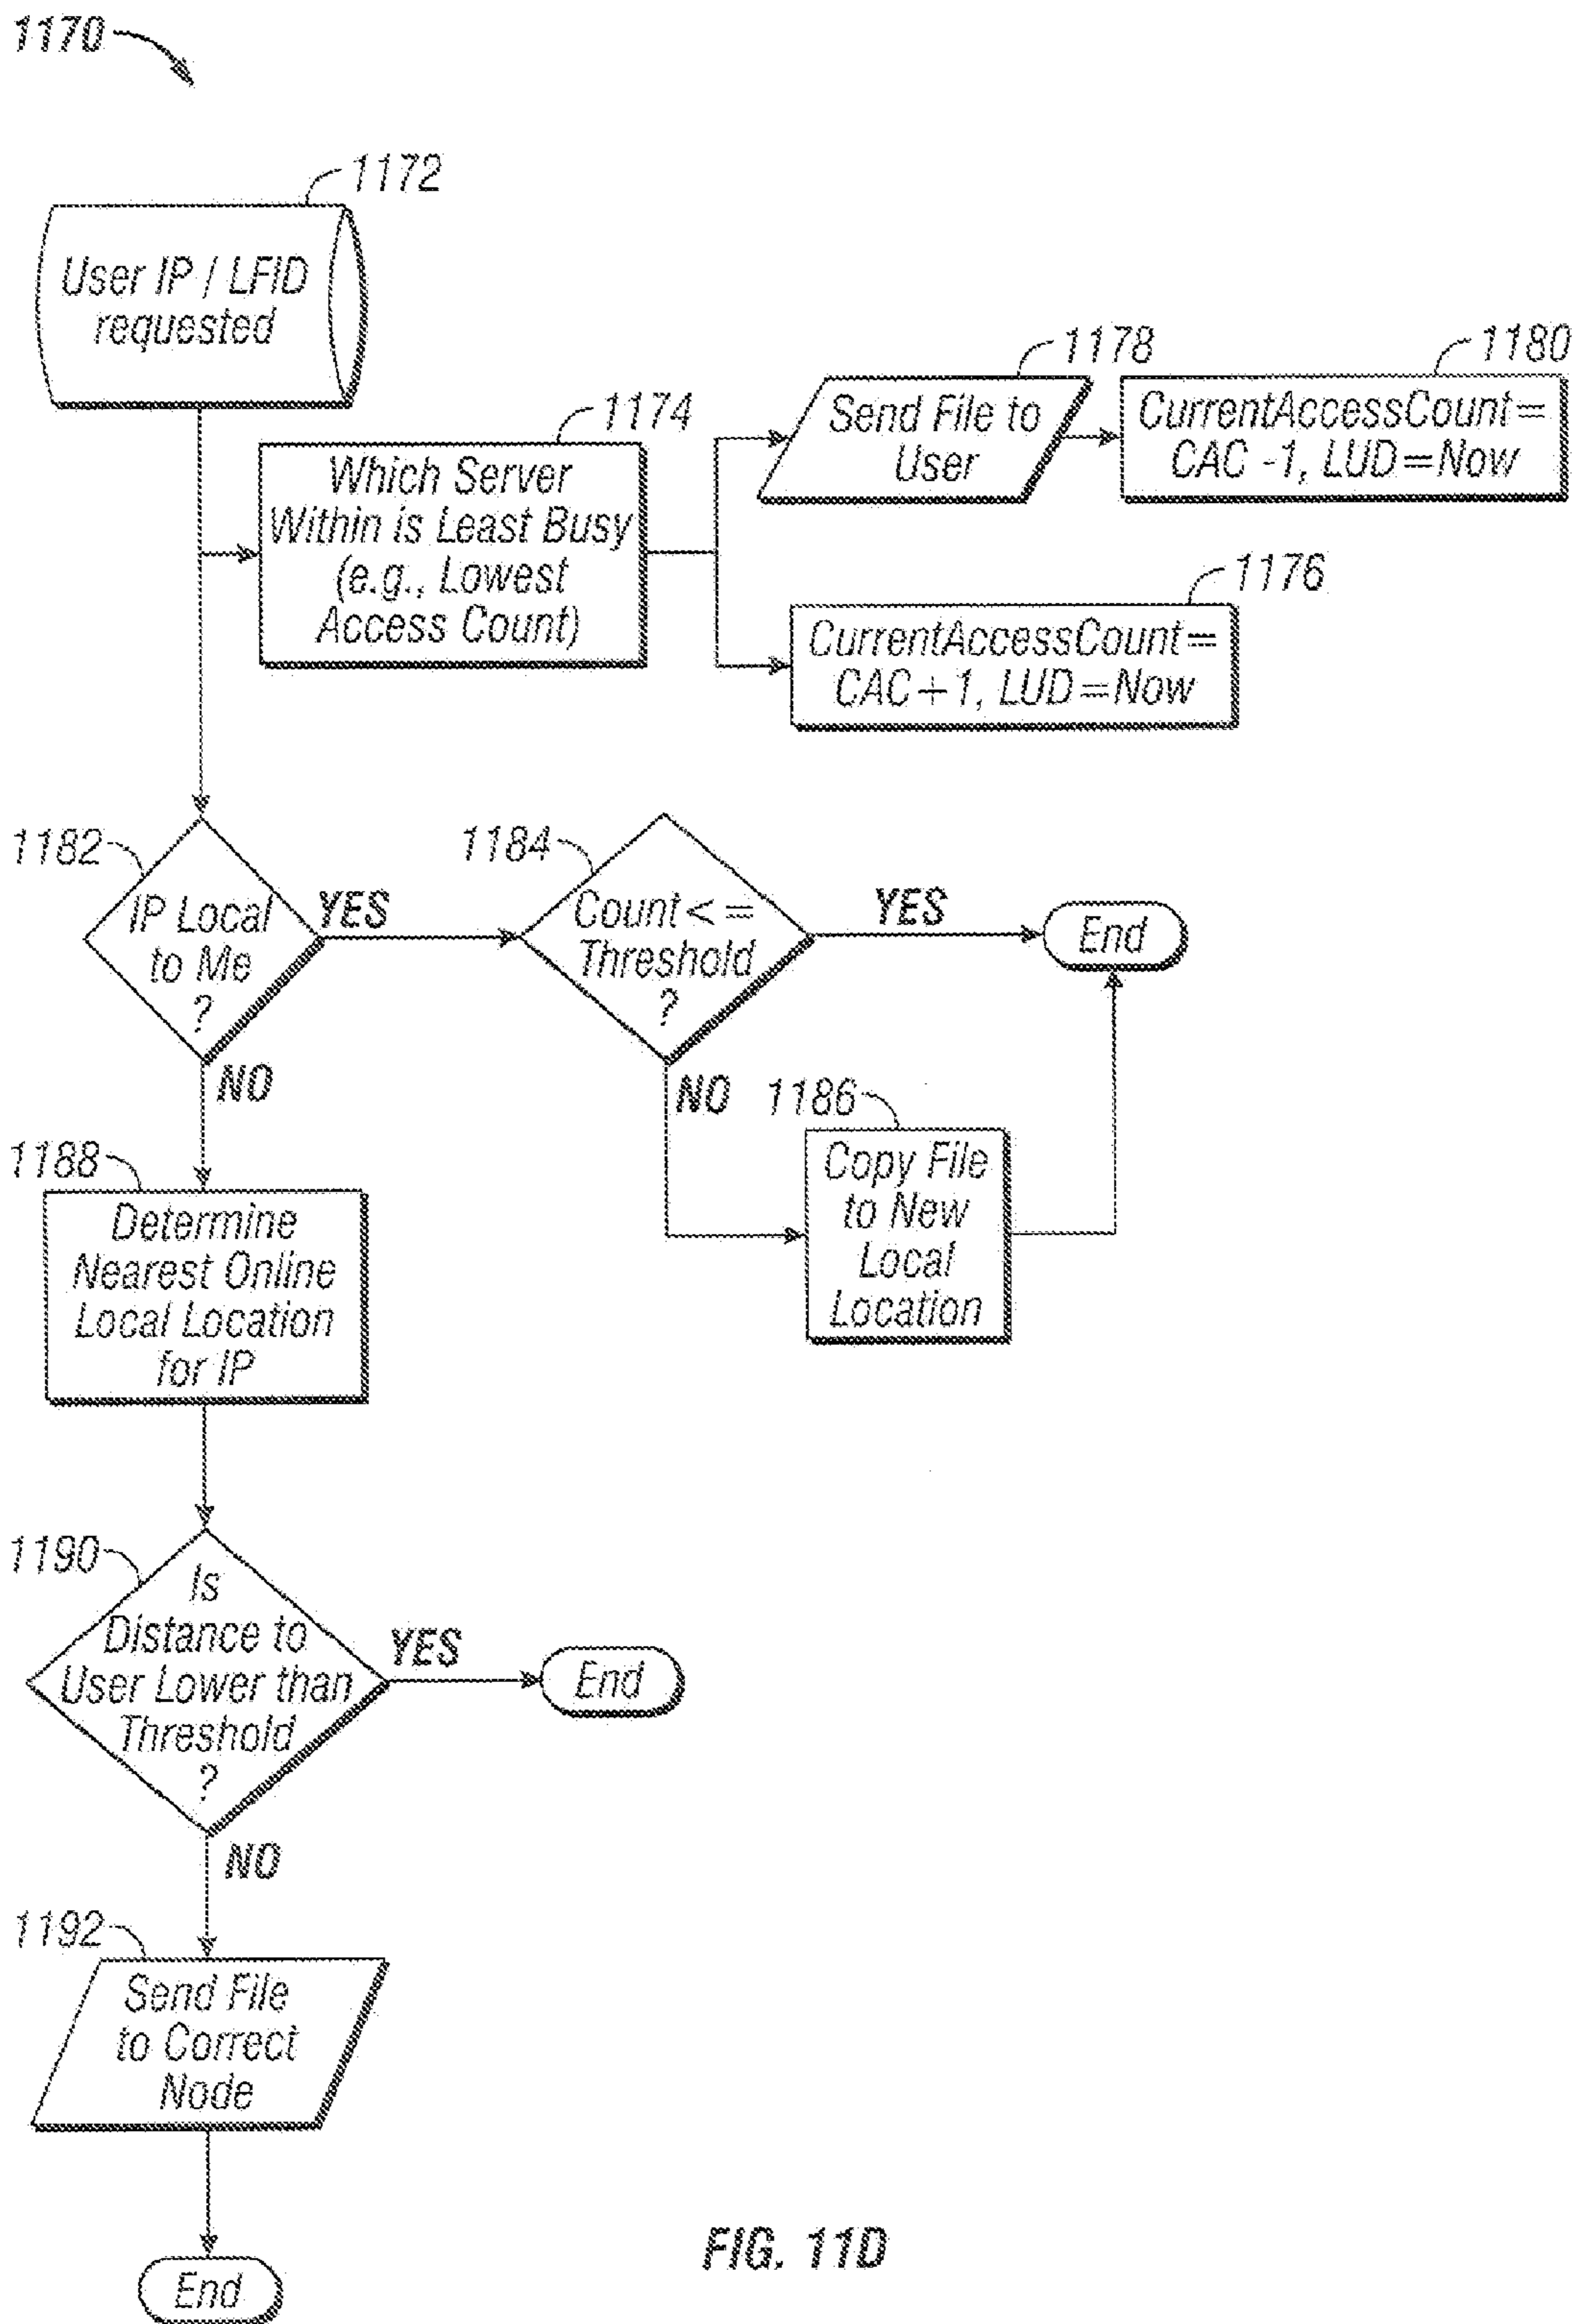 1170
1172
User IP / LFID
requested
1174
Which Server
Within is Least Busy
(e.g., Lowest
Access Count)
1178
Send File to
User
1180
CurrentAccessCount=
CAC -1, LUD=Now
1176
CurrentAccessCount=
CAC+1, LUD=Now
1182
IP Local
to Me
?
YES
1184
Count<=
Threshold
?
YES
End
NO
NO
1186
Copy File
to New
Local
Location
1188
Determine
Nearest Online
Local Location
for IP
1190
Is
Distance to
User Lower than
Threshold
?
YES
End
NO
1192
Send File
to Correct
Node
End
FIG. 11D